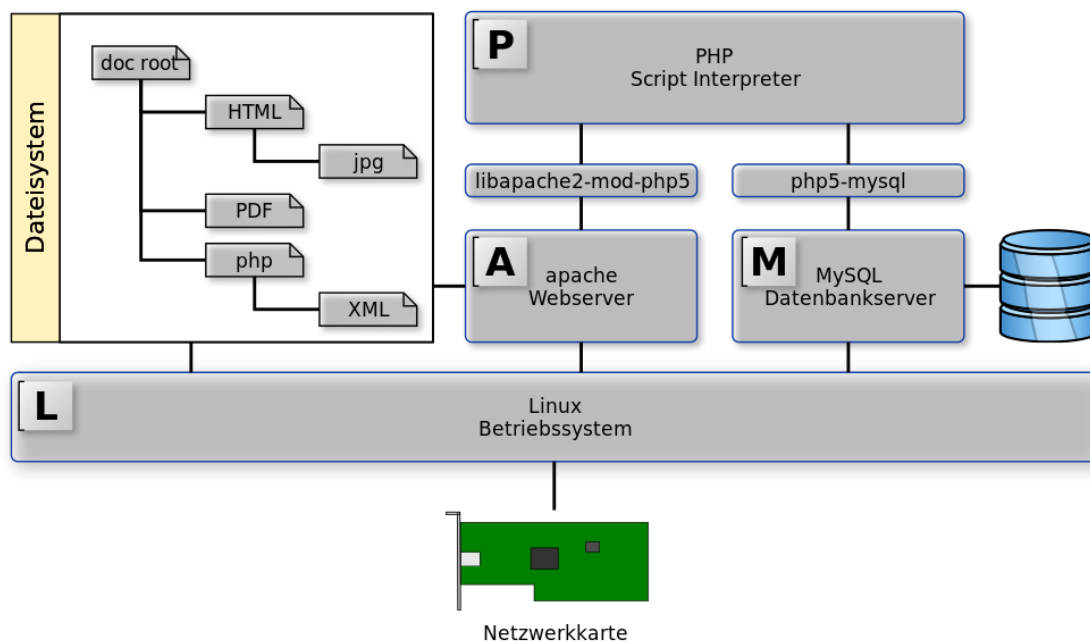 Dateisystem
doc root
HTML
jpg
PDF
php
XML
P
PHP
Script Interpreter
libapache2-mod-php5
php5-mysql
A
apache
Webserver
M
MySQL
Datenbankserver
L
Linux
Betriebssystem
Netzwerkkarte